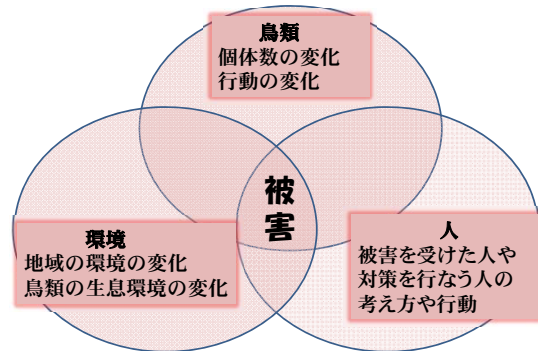 鳥類
個体数の変化
行動の変化
被
害
環境
地域の環境の変化
鳥類の生息環境の変化
人
被害を受けた人や
対策を行なう人の
考え方や行動